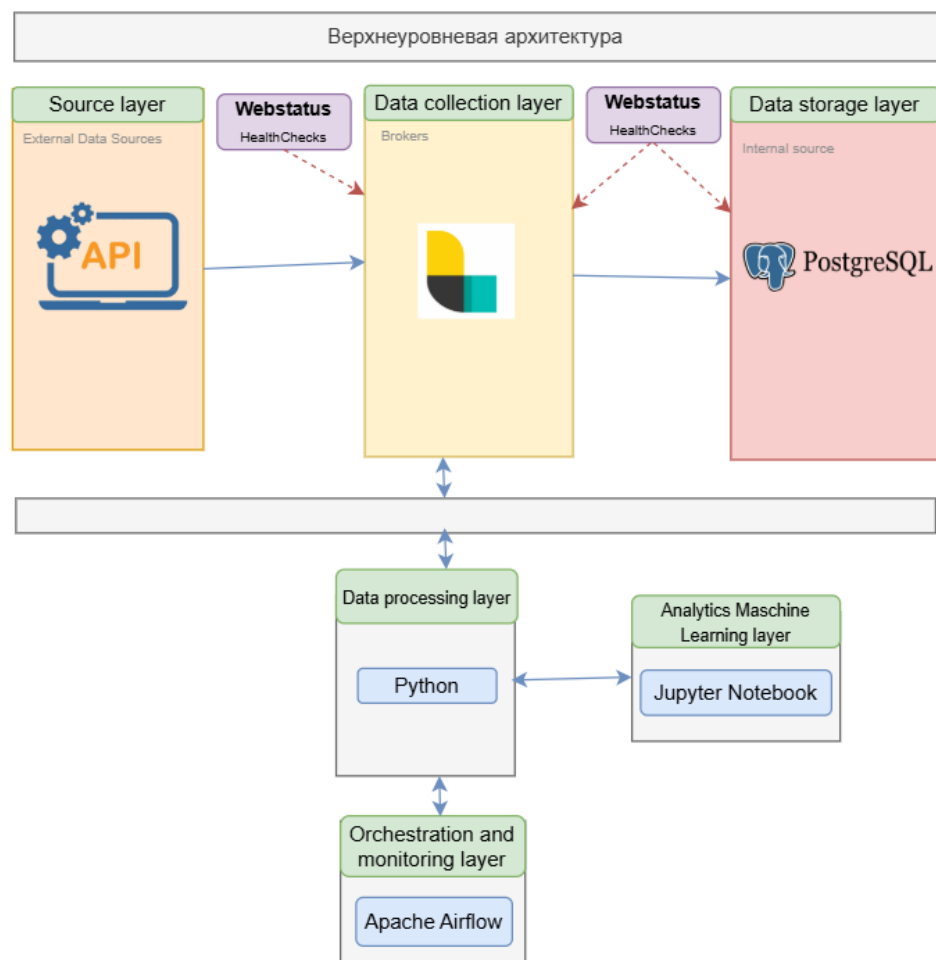 Верхнеуровневая архитектура
Source layer
External Data Sources
API
Webstatus
HealthChecks
Data collection layer
Brokers
Webstatus
HealthChecks
Data storage layer
Internal source
PostgreSQL
Data processing layer
Python
Analytics Maschine
Learning layer
Jupyter Notebook
Orchestration and
monitoring layer
Apache Airflow